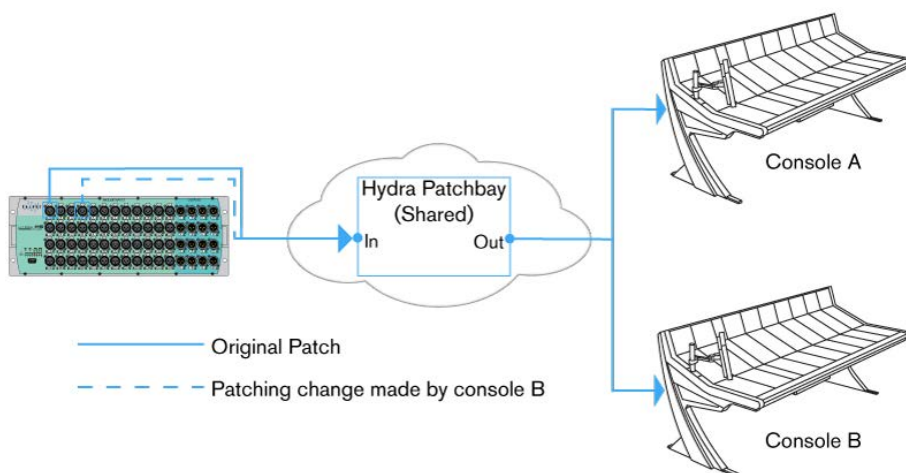 Hydra Patchbay
(Shared)
In
Out
Console A
Original Patch
Patching change made by console B
Console B